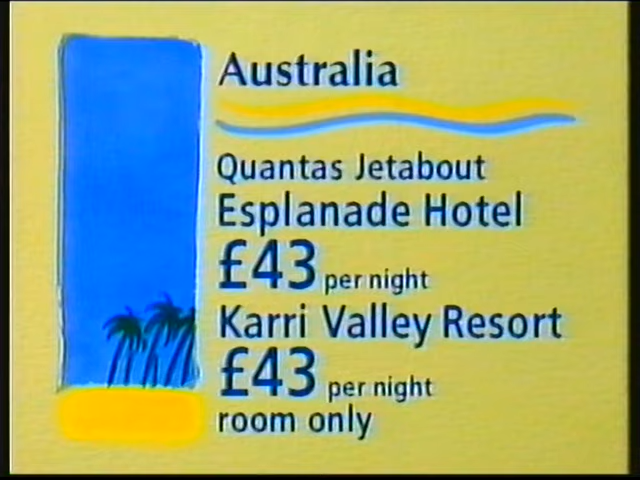 Australia
Quantas Jetabout
Esplanade Hotel
£43 per night
Karri Valley Resort
£43 per night
room only